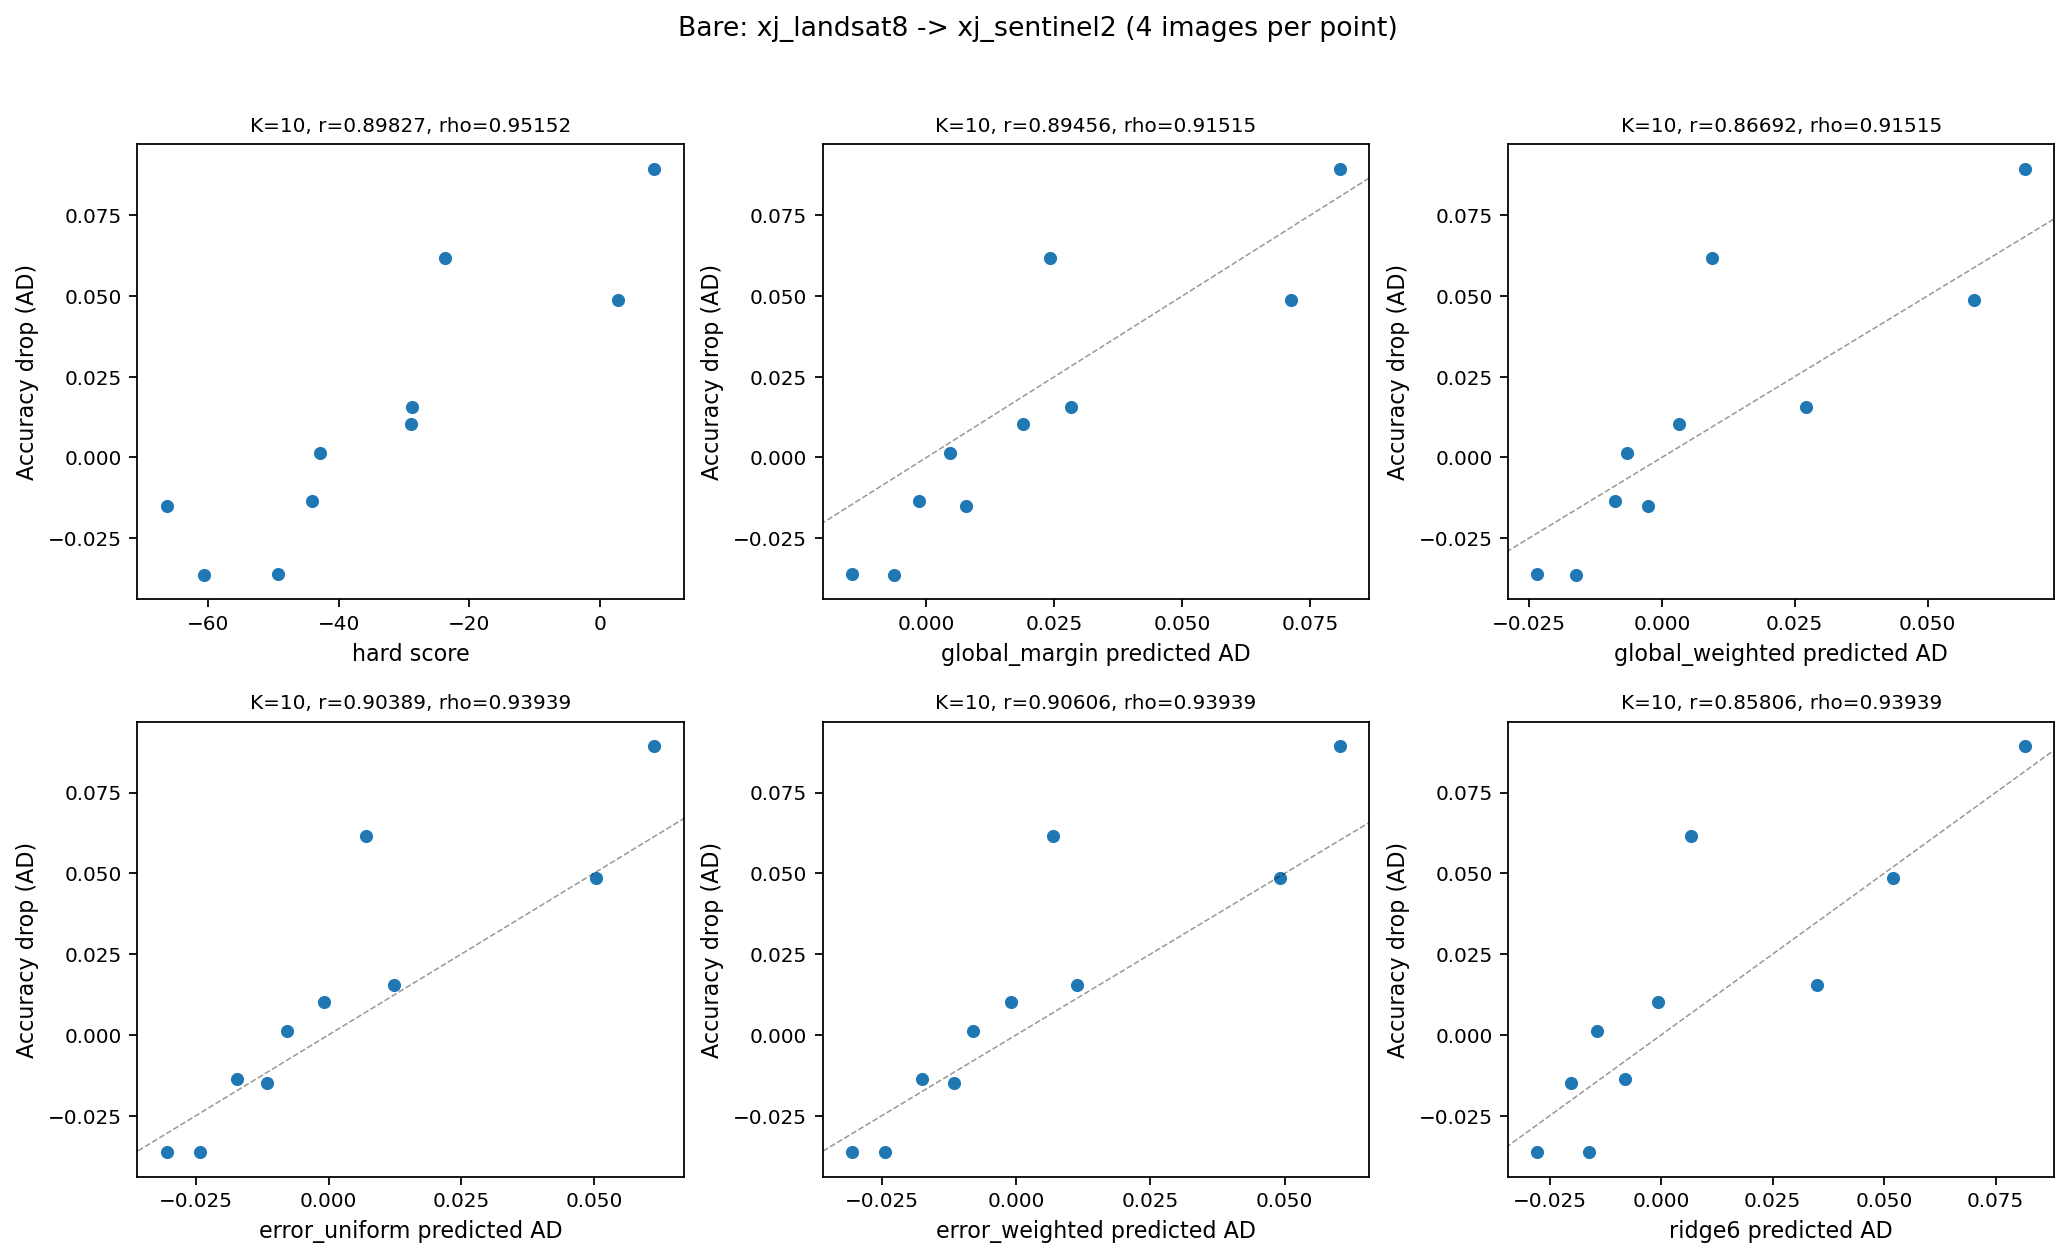 Bare: xj_landsat8 -> xj_sentinel2 (4 images per point)
K=10, r=0.89827, rho=0.95152
Accuracy drop (AD)
0.075
0.050
0.025
0.000
−0.025
−60
−40
−20
0
hard score
K=10, r=0.89456, rho=0.91515
Accuracy drop (AD)
0.075
0.050
0.025
0.000
−0.025
0.000
0.025
0.050
0.075
global_margin predicted AD
K=10, r=0.86692, rho=0.91515
Accuracy drop (AD)
0.075
0.050
0.025
0.000
−0.025
−0.025
0.000
0.025
0.050
global_weighted predicted AD
K=10, r=0.90389, rho=0.93939
Accuracy drop (AD)
0.075
0.050
0.025
0.000
−0.025
−0.025
0.000
0.025
0.050
error_uniform predicted AD
K=10, r=0.90606, rho=0.93939
Accuracy drop (AD)
0.075
0.050
0.025
0.000
−0.025
−0.025
0.000
0.025
0.050
error_weighted predicted AD
K=10, r=0.85806, rho=0.93939
Accuracy drop (AD)
0.075
0.050
0.025
0.000
−0.025
−0.025
0.000
0.025
0.050
0.075
ridge6 predicted AD